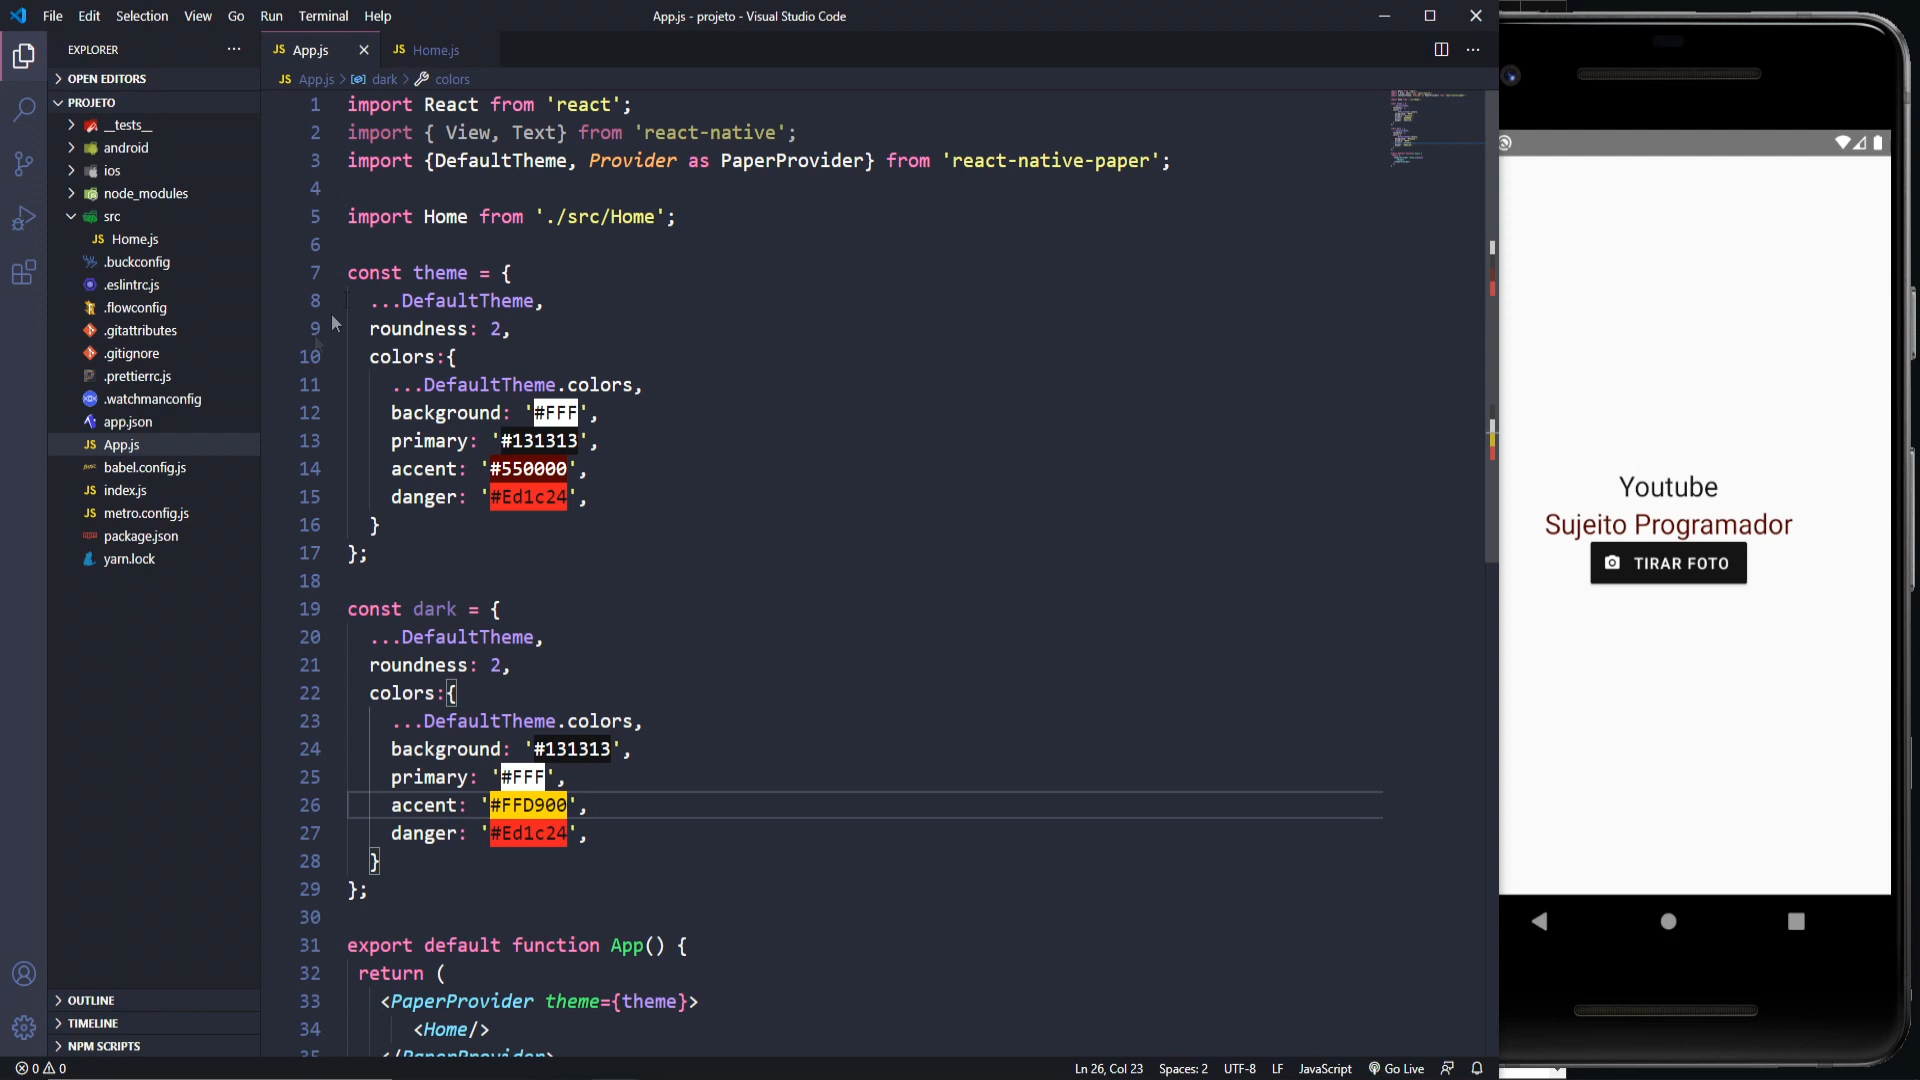 File Edit Selection View Go Run Terminal Help
App.js - projeto - Visual Studio Code
EXPLORER
OPEN EDITORS
PROJETO
__tests__
android
ios
node_modules
src
Home.js
.buckconfig
.eslintrc.js
.flowconfig
.gitattributes
.gitignore
.prettierrc.js
.watchmanconfig
app.json
App.js
babel.config.js
index.js
metro.config.js
package.json
yarn.lock
OUTLINE
TIMELINE
NPM SCRIPTS
JS App.js
JS Home.js
JS App.js > dark > colors
1 import React from 'react';
2 import { View, Text} from 'react-native';
3 import {DefaultTheme, Provider as PaperProvider} from 'react-native-paper';
4
5 import Home from './src/Home';
6
7 const theme = {
8 ...DefaultTheme,
9 roundness: 2,
10 colors:{
11 ...DefaultTheme.colors,
12 background: '#FFF',
13 primary: '#131313',
14 accent: '#550000',
15 danger: '#Ed1c24',
16 }
17 };
18
19 const dark = {
20 ...DefaultTheme,
21 roundness: 2,
22 colors:{
23 ...DefaultTheme.colors,
24 background: '#131313',
25 primary: '#FFF',
26 accent: '#FFD900',
27 danger: '#Ed1c24',
28 }
29 };
30
31 export default function App() {
32 return (
33 <PaperProvider theme={theme}>
34 <Home/>
35 </PaperProvider>
0 0
Ln 26, Col 23 Spaces: 2 UTF-8 LF JavaScript Go Live
Youtube
Sujeito Programador
TIRAR FOTO